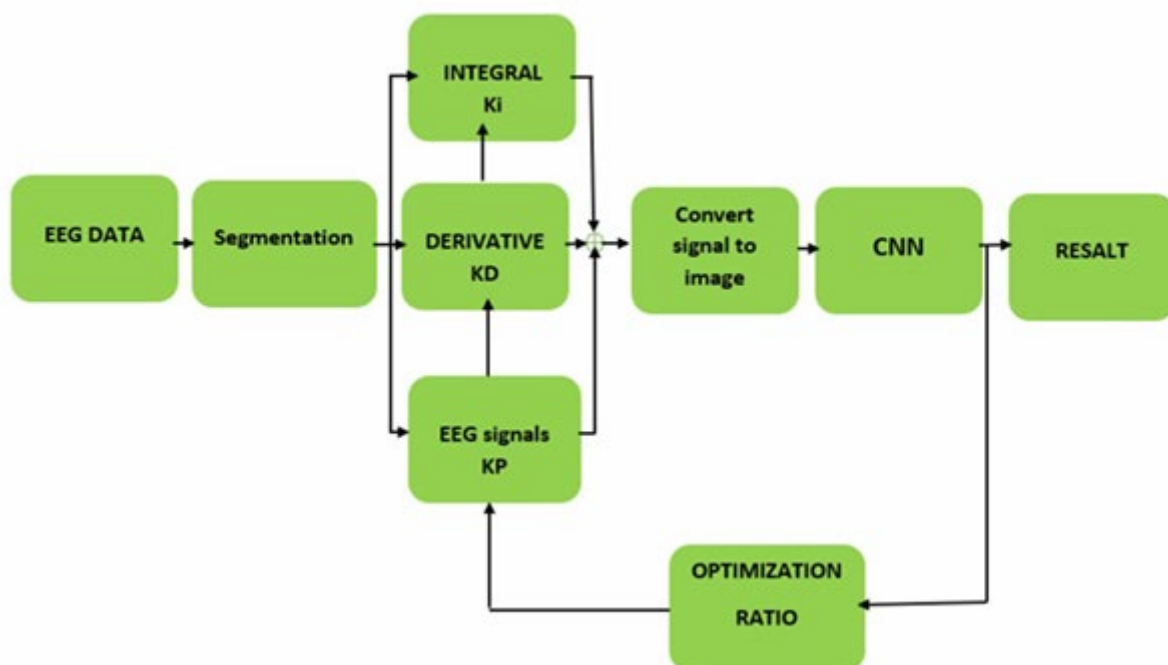 INTEGRAL
Ki
EEG DATA
Segmentation
DERIVATIVE
KD
Convert
signal to
image
CNN
RESALT
EEG signals
KP
OPTIMIZATION
RATIO